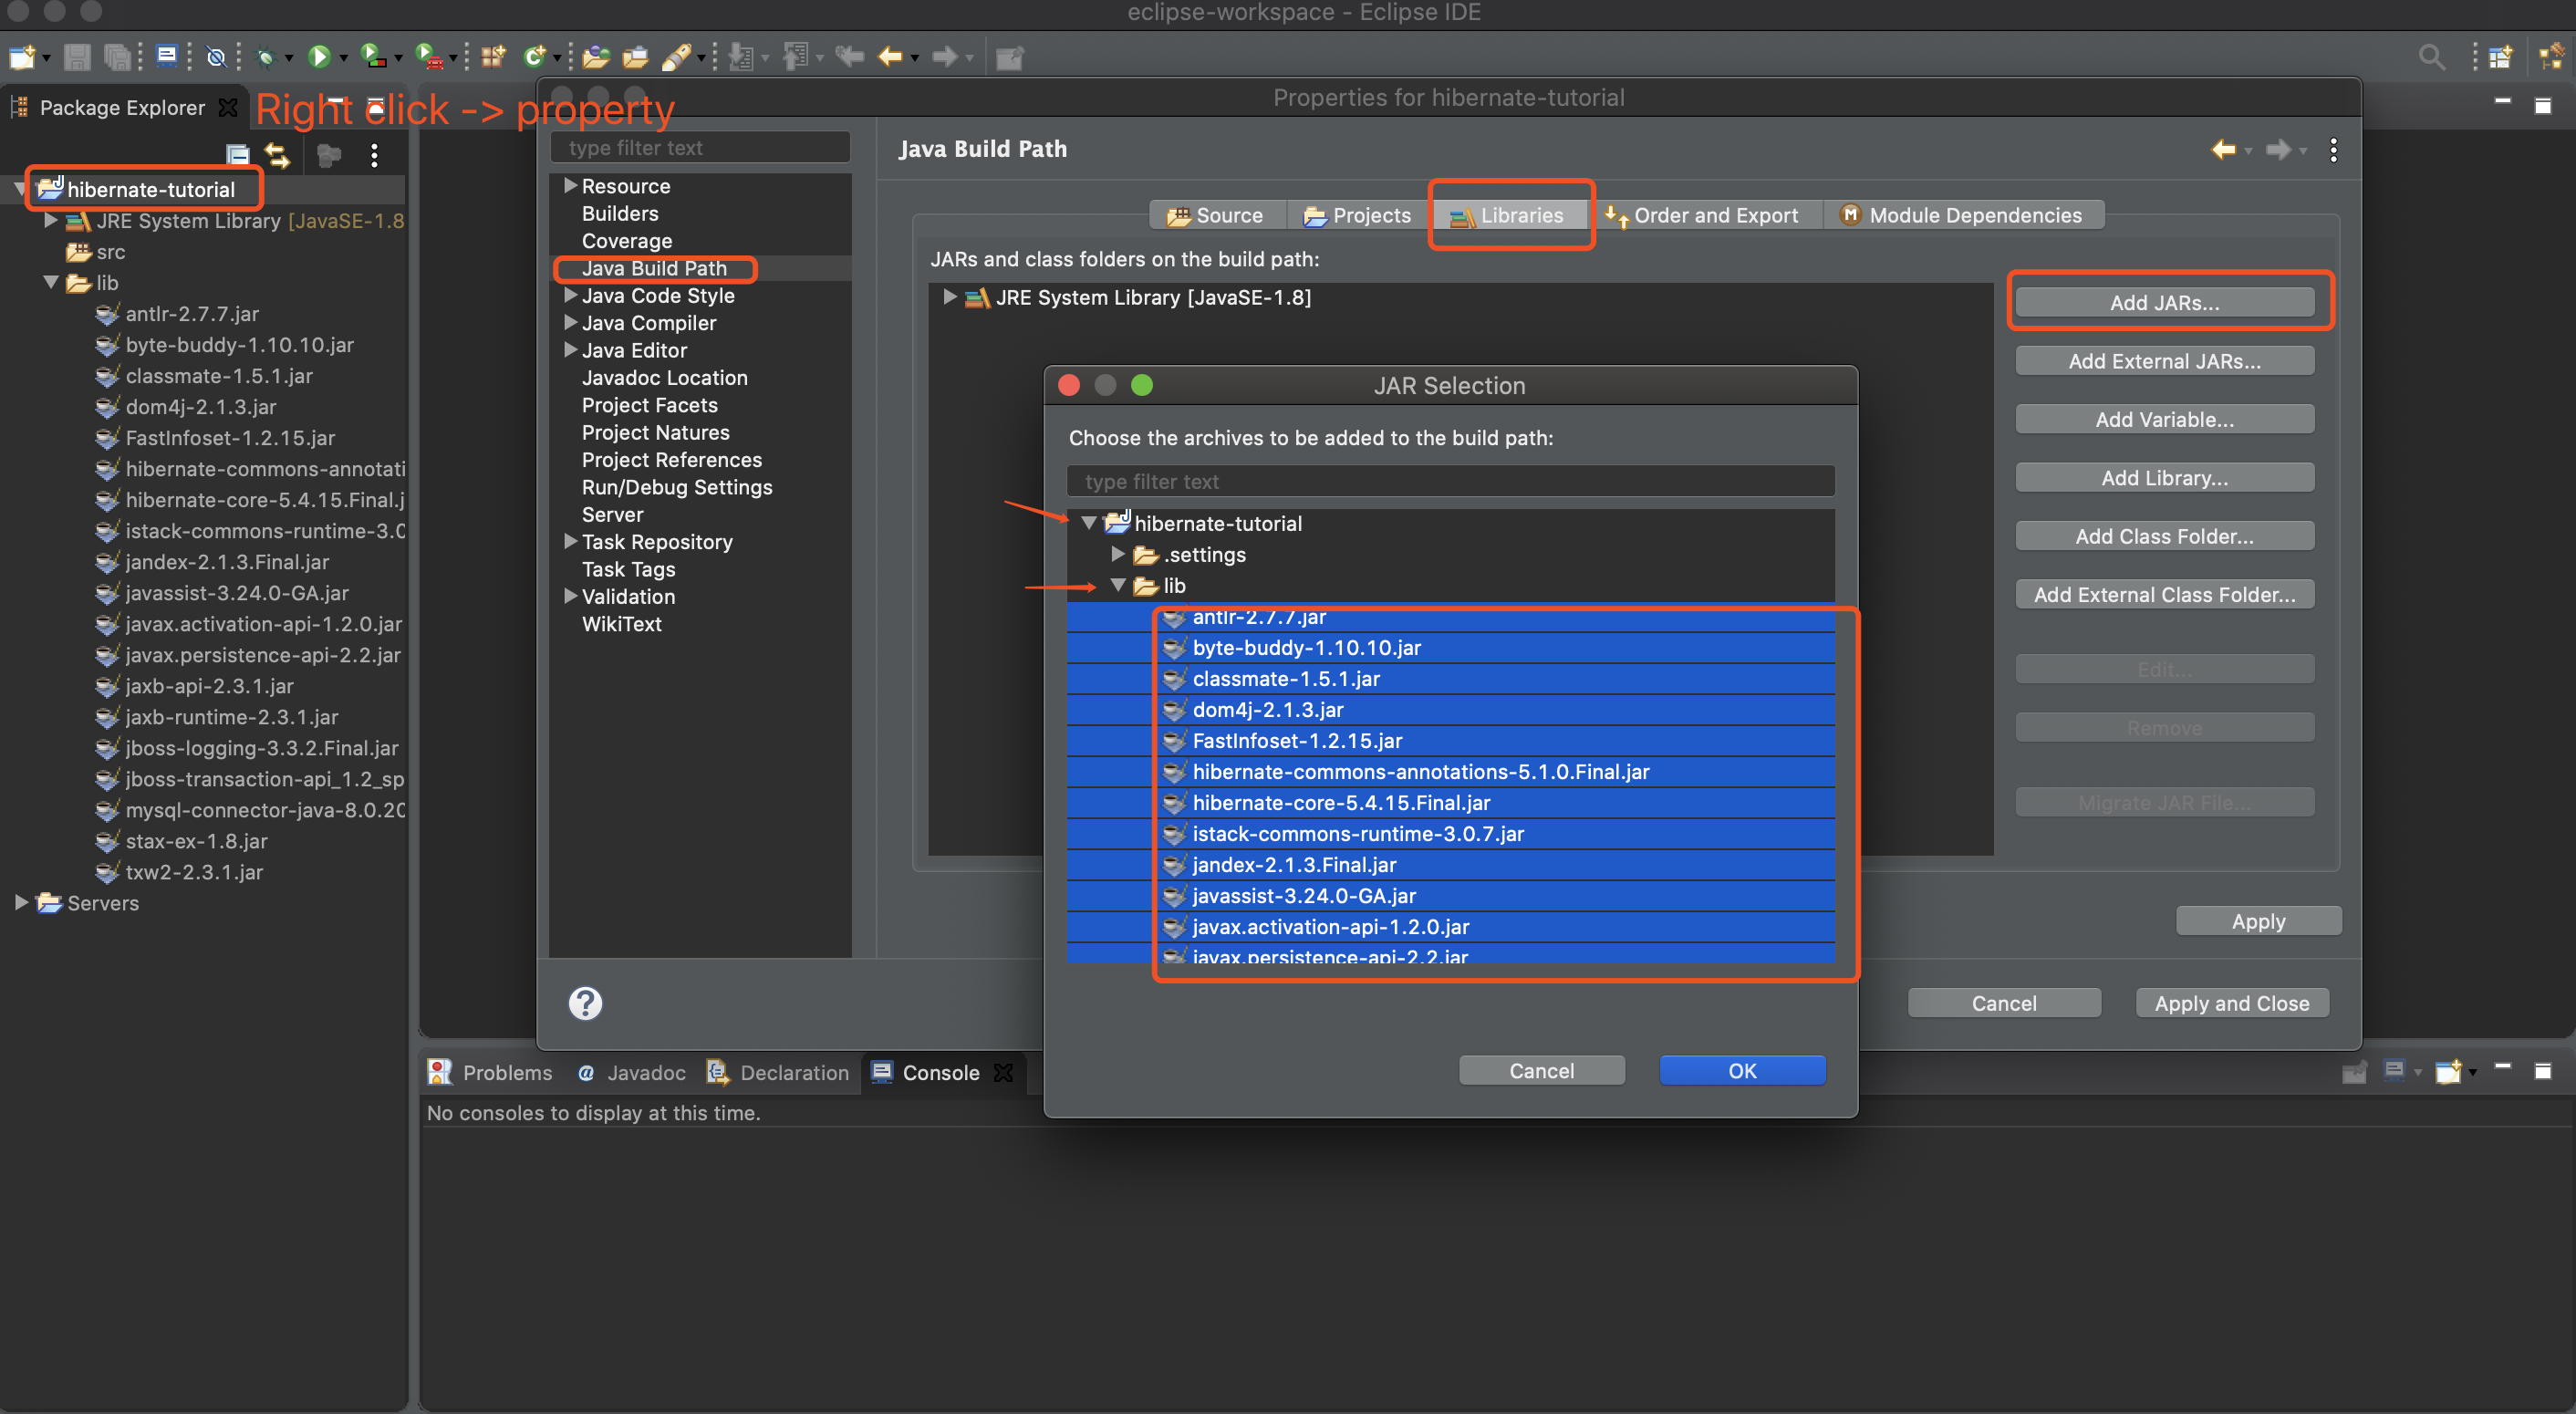 eclipse-workspace - Eclipse IDE
Package Explorer
Right click -> property
hibernate-tutorial
JRE System Library [JavaSE-1.8
src
lib
antlr-2.7.7.jar
byte-buddy-1.10.10.jar
classmate-1.5.1.jar
dom4j-2.1.3.jar
FastInfoset-1.2.15.jar
hibernate-commons-annotati
hibernate-core-5.4.15.Final.j
istack-commons-runtime-3.0
jandex-2.1.3.Final.jar
javassist-3.24.0-GA.jar
javax.activation-api-1.2.0.jar
javax.persistence-api-2.2.jar
jaxb-api-2.3.1.jar
jaxb-runtime-2.3.1.jar
jboss-logging-3.3.2.Final.jar
jboss-transaction-api_1.2_sp
mysql-connector-java-8.0.20
stax-ex-1.8.jar
txw2-2.3.1.jar
Servers
Properties for hibernate-tutorial
type filter text
Resource
Builders
Coverage
Java Build Path
Java Code Style
Java Compiler
Java Editor
Javadoc Location
Project Facets
Project Natures
Project References
Run/Debug Settings
Server
Task Repository
Task Tags
Validation
WikiText
Java Build Path
Source Projects Libraries Order and Export M Module Dependencies
JARs and class folders on the build path:
JRE System Library [JavaSE-1.8]
Add JARs...
Add External JARs...
Add Variable...
Add Library...
Add Class Folder...
Add External Class Folder...
Edit...
Remove
Migrate JAR File...
Apply
Cancel Apply and Close
JAR Selection
Choose the archives to be added to the build path:
type filter text
hibernate-tutorial
.settings
lib
antlr-2.7.7.jar
byte-buddy-1.10.10.jar
classmate-1.5.1.jar
dom4j-2.1.3.jar
FastInfoset-1.2.15.jar
hibernate-commons-annotations-5.1.0.Final.jar
hibernate-core-5.4.15.Final.jar
istack-commons-runtime-3.0.7.jar
jandex-2.1.3.Final.jar
javassist-3.24.0-GA.jar
javax.activation-api-1.2.0.jar
javax.persistence-api-2.2.jar
Cancel OK
Problems @ Javadoc Declaration Console
No consoles to display at this time.